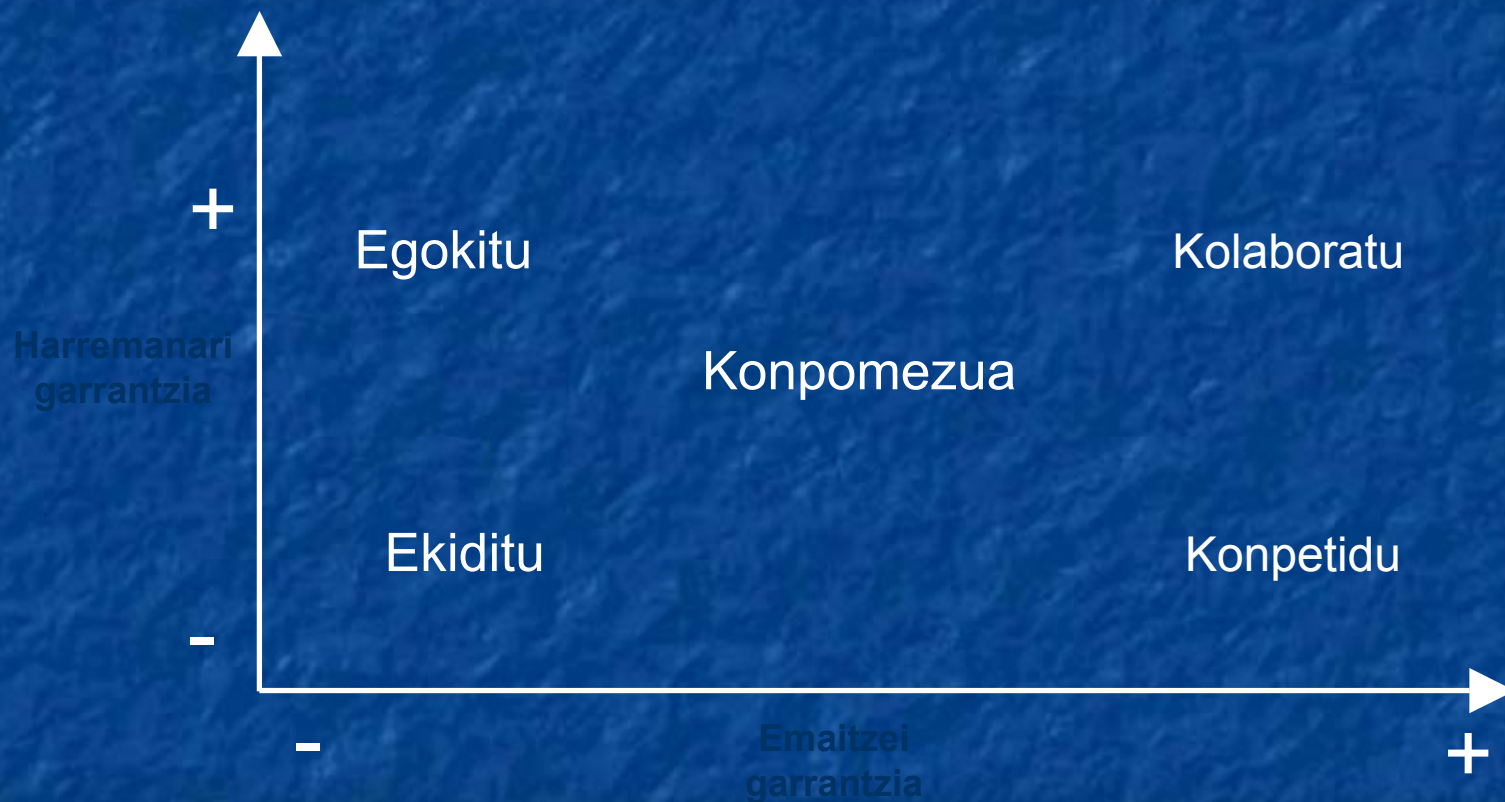 +
Egokitu
Kolaboratu
Harremanari
garrantzia
Konpomezua
Ekiditu
Konpetidu
-
-
Emaitzei
garrantzia
+